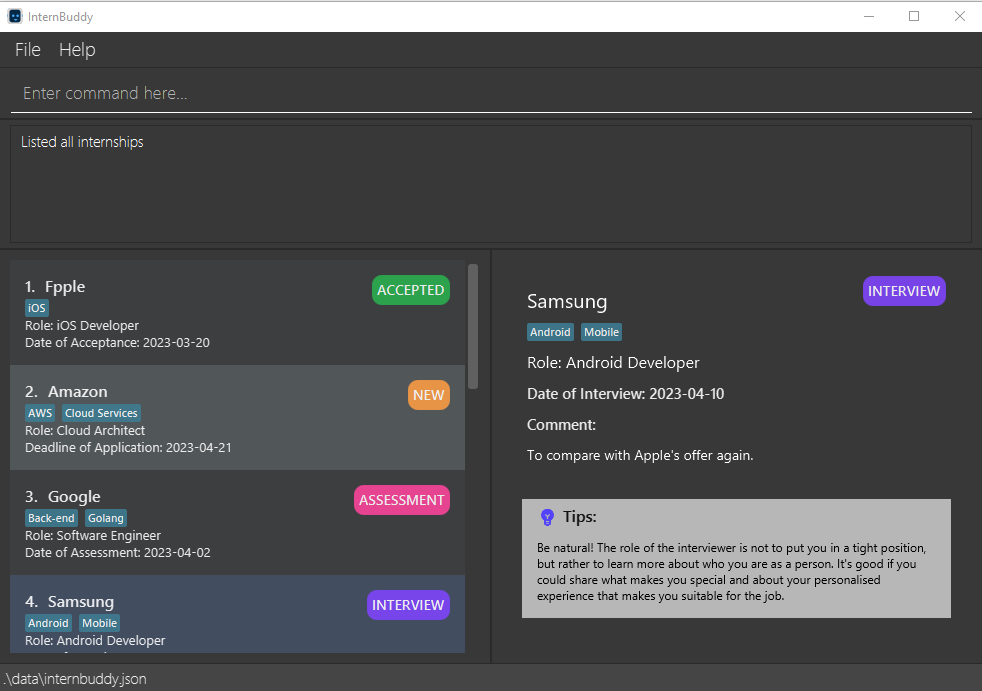 InternBuddy
File Help
Enter command here...
Listed all internships
1. Fpple
ACCEPTED
iOS
Role: iOS Developer
Date of Acceptance: 2023-03-20
2. Amazon
NEW
AWS Cloud Services
Role: Cloud Architect
Deadline of Application: 2023-04-21
3. Google
ASSESSMENT
Back-end Golang
Role: Software Engineer
Date of Assessment: 2023-04-02
4. Samsung
INTERVIEW
Android Mobile
Role: Android Developer
Samsung
INTERVIEW
Android Mobile
Role: Android Developer
Date of Interview: 2023-04-10
Comment:
To compare with Apple's offer again.
Tips:
Be natural! The role of the interviewer is not to put you in a tight position,
but rather to learn more about who you are as a person. It's good if you
could share what makes you special and about your personalised
experience that makes you suitable for the job.
.\data\internbuddy.json